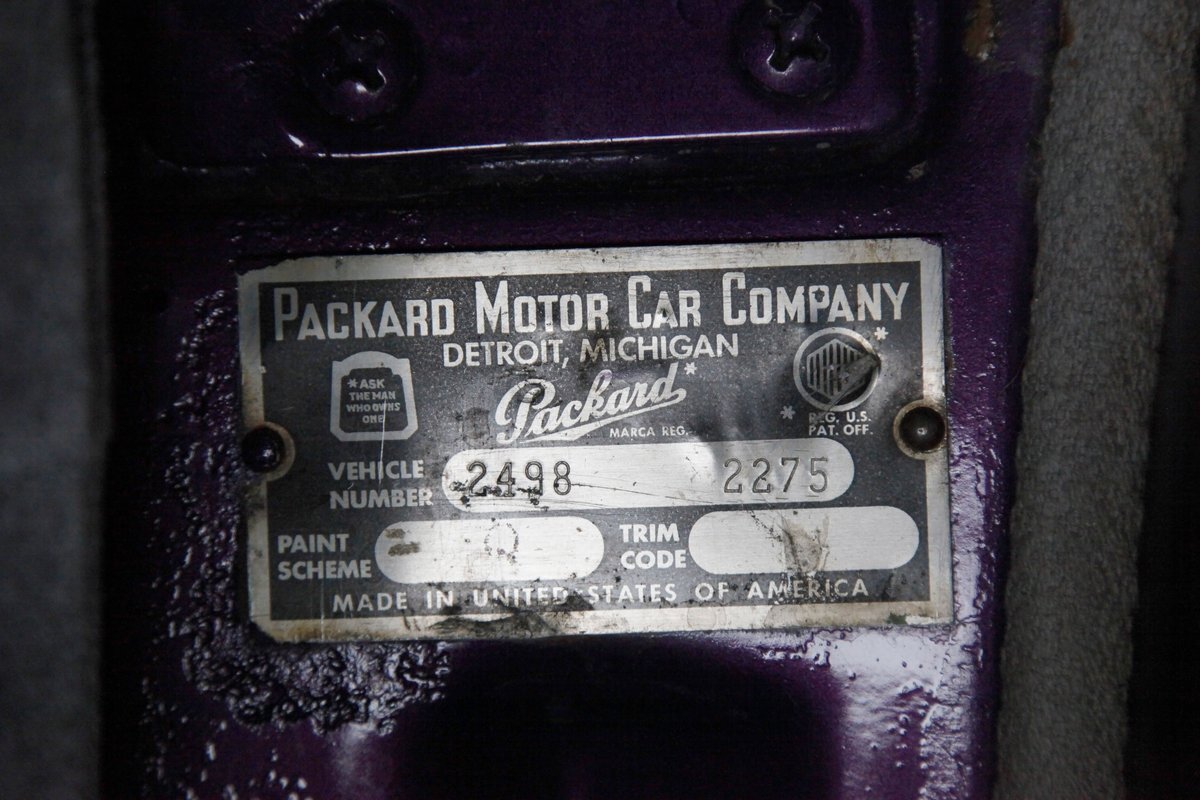 PACKARD MOTOR CAR COMPANY
DETROIT, MICHIGAN
*ASK
THE MAN
WHO OWNS
ONE
Packard*
MARCA REG.
*
*
REG. U.S.
PAT. OFF.
VEHICLE
NUMBER
2498 2275
PAINT
SCHEME
Q
TRIM
CODE
MADE IN UNITED STATES OF AMERICA